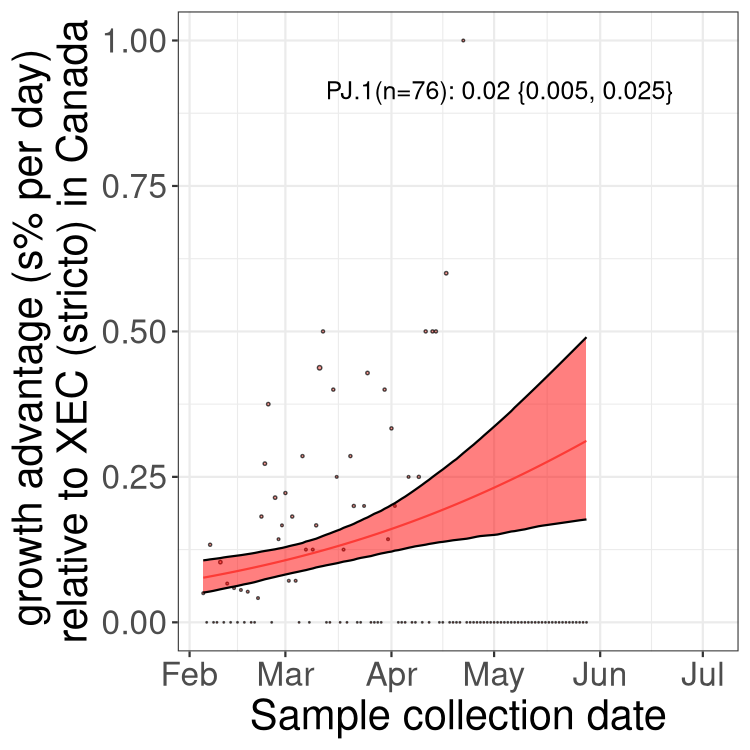 growth advantage (s% per day)
relative to XEC (stricto) in Canada
1.00
0.75
0.50
0.25
0.00
PJ.1(n=76): 0.02 {0.005, 0.025}
Feb Mar Apr May Jun Jul
Sample collection date